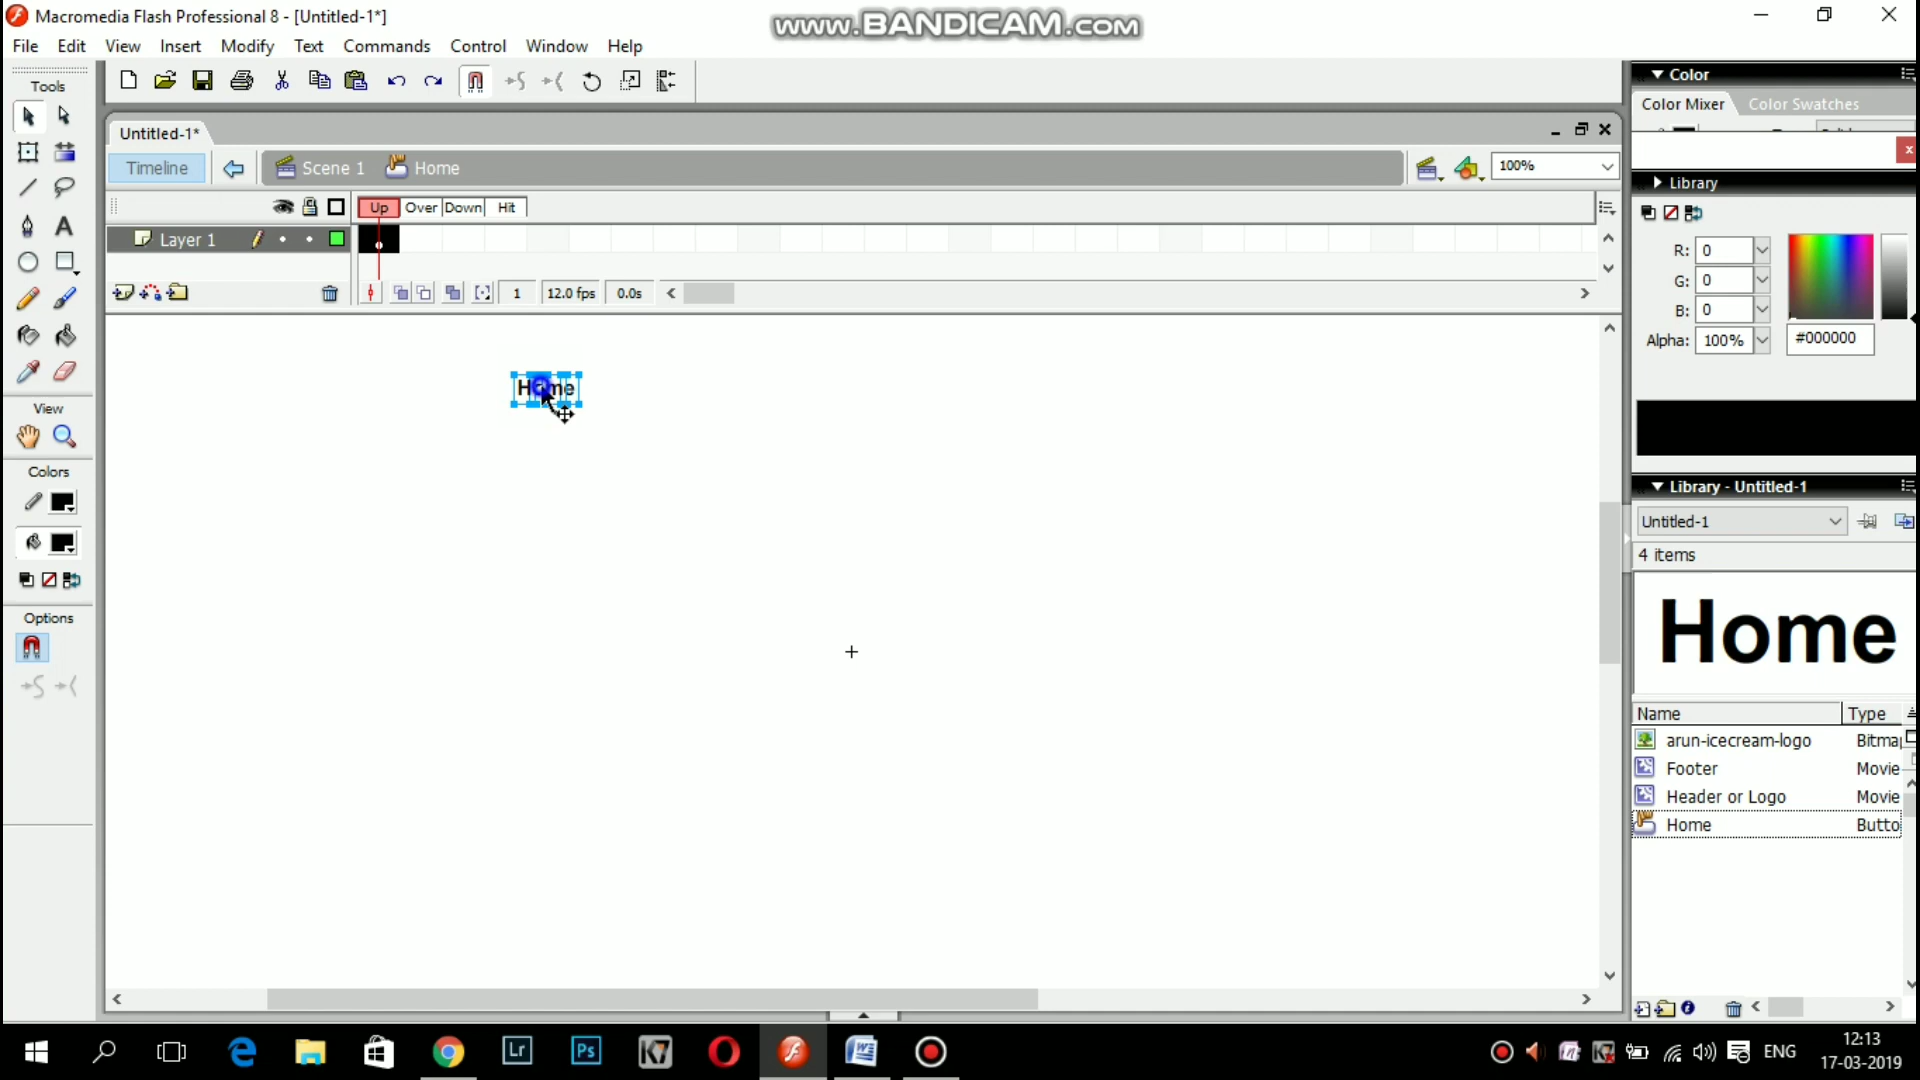 Macromedia Flash Professional 8 - [Untitled-1*]
www.BANDICAM.com
File Edit View Insert Modify Text Commands Control Window Help
Tools
Color
Color Mixer Color Swatches
Untitled-1*
Timeline Scene 1 Home 100%
Library
Up Over Down Hit
Layer 1
R: 0
G: 0
B: 0
Alpha: 100% #000000
1 12.0 fps 0.0s
Home
View
Colors
Library - Untitled-1
Untitled-1
4 items
Options
Home
Name Type
arun-icecream-logo Bitma
Footer Movie
Header or Logo Movie
Home Butto
Lr Ps K7 ENG
12:13
17-03-2019